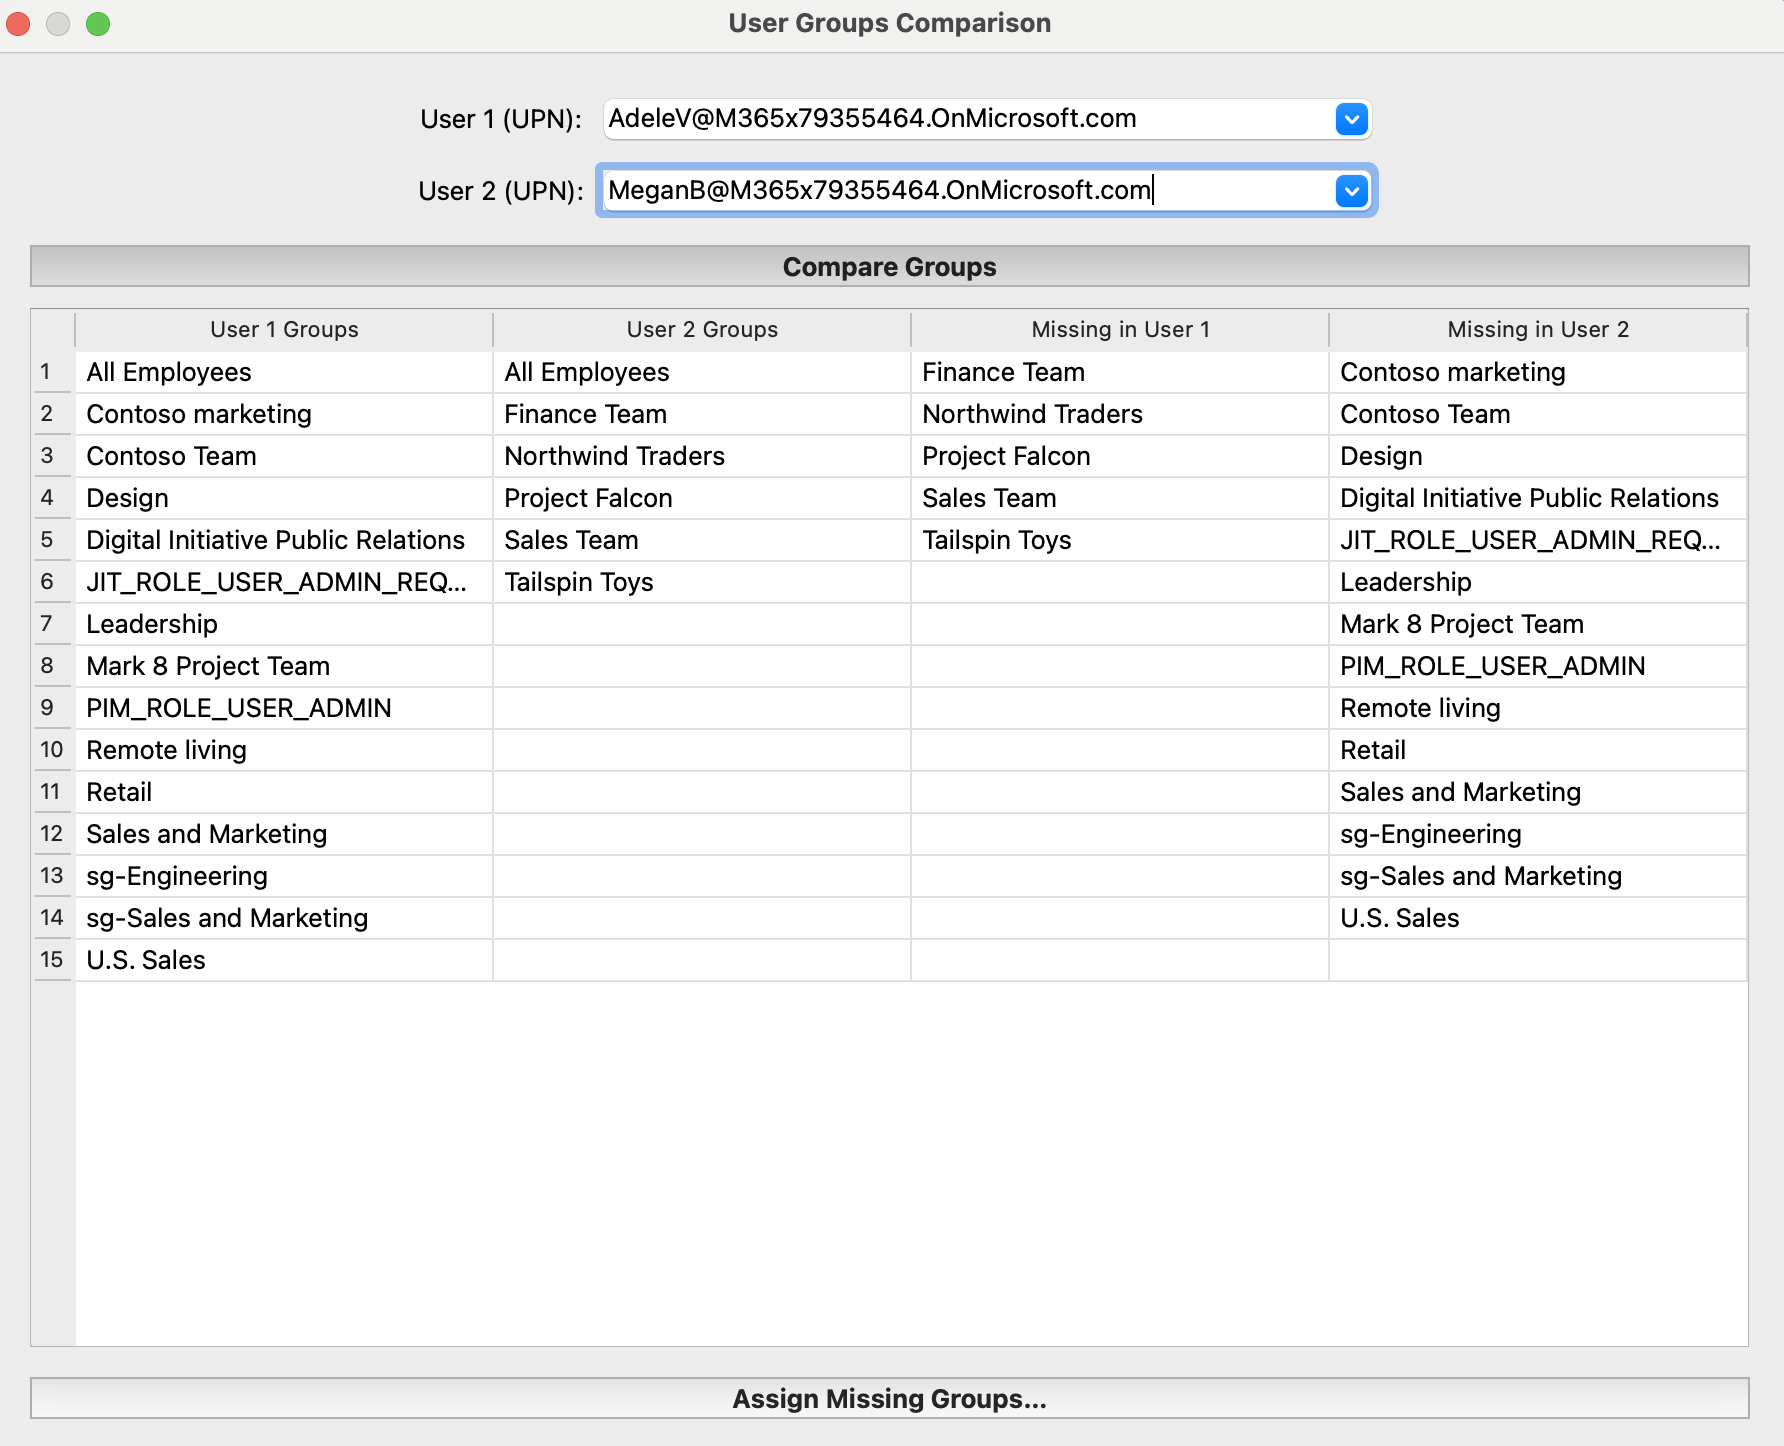 User Groups Comparison
User 1 (UPN): AdeleV@M365x79355464.OnMicrosoft.com
User 2 (UPN): MeganB@M365x79355464.OnMicrosoft.com
Compare Groups
User 1 Groups User 2 Groups Missing in User 1 Missing in User 2
1 All Employees All Employees Finance Team Contoso marketing
2 Contoso marketing Finance Team Northwind Traders Contoso Team
3 Contoso Team Northwind Traders Project Falcon Design
4 Design Project Falcon Sales Team Digital Initiative Public Relations
5 Digital Initiative Public Relations Sales Team Tailspin Toys JIT_ROLE_USER_ADMIN_REQ...
6 JIT_ROLE_USER_ADMIN_REQ... Tailspin Toys Leadership
7 Leadership Mark 8 Project Team
8 Mark 8 Project Team PIM_ROLE_USER_ADMIN
9 PIM_ROLE_USER_ADMIN Remote living
10 Remote living Retail
11 Retail Sales and Marketing
12 Sales and Marketing sg-Engineering
13 sg-Engineering sg-Sales and Marketing
14 sg-Sales and Marketing U.S. Sales
15 U.S. Sales
Assign Missing Groups...